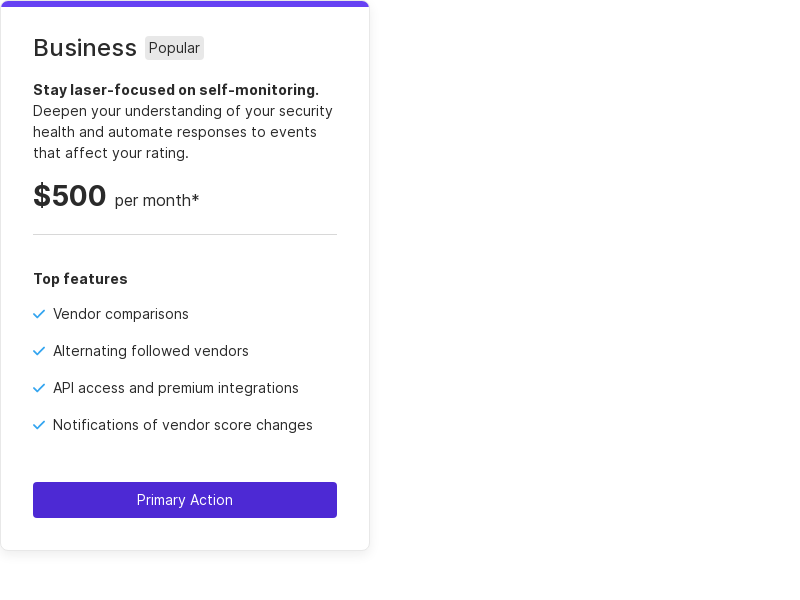 Business Popular
Stay laser-focused on self-monitoring.
Deepen your understanding of your security
health and automate responses to events
that affect your rating.
$500 per month*
Top features
Vendor comparisons
Alternating followed vendors
API access and premium integrations
Notifications of vendor score changes
Primary Action